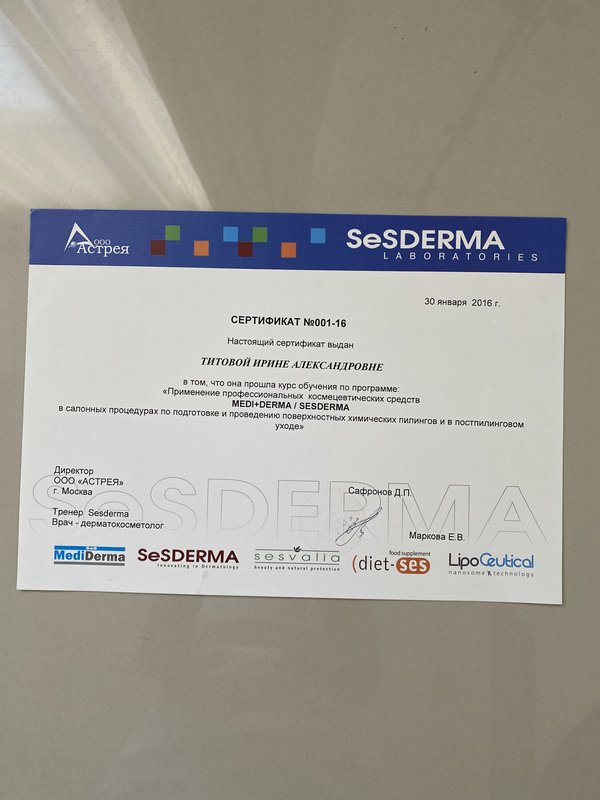 ООО
Астрея
SeSDERMA
LABORATORIES
30 января 2016 г.
СЕРТИФИКАТ №001-16
Настоящий сертификат выдан
ТИТОВОЙ ИРИНЕ АЛЕКСАНДРОВНЕ
в том, что она прошла курс обучения по программе:
«Применение профессиональных космецевтических средств
MEDI+DERMA / SESDERMA
в салонных процедурах по подготовке и проведению поверхностных химических пилингов и в постпилинговом
уходе»
Директор
ООО «АСТРЕЯ»
г. Москва
Сафронов Д.П.
SeSDERMA
Тренер Sesderma
Врач - дерматокосметолог
Маркова Е.В.
MediDerma
SeSDERMA
Innovating in Dermatology
sesvalia
beauty and natural protection
food supplement
(diet-ses
LipoCeutical
nanosome technology